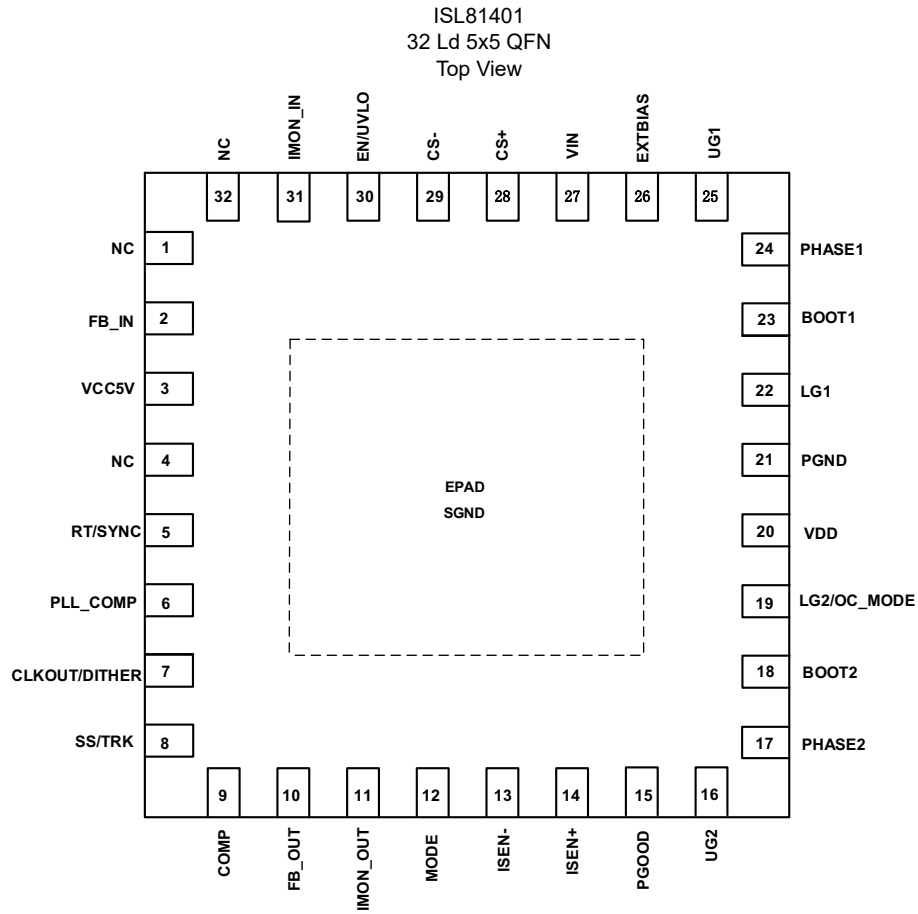 ISL81401
32 Ld 5x5 QFN
Top View
NC
IMON_IN
EN/UVLO
CS-
CS+
VIN
EXTBIAS
UG1
32
31
30
29
28
27
26
25
NC 1
FB_IN 2
VCC5V 3
NC 4
RT/SYNC 5
PLL_COMP 6
CLKOUT/DITHER 7
SS/TRK 8
EPAD
SGND
24 PHASE1
23 BOOT1
22 LG1
21 PGND
20 VDD
19 LG2/OC_MODE
18 BOOT2
17 PHASE2
9
10
11
12
13
14
15
16
COMP
FB_OUT
IMON_OUT
MODE
ISEN-
ISEN+
PGOOD
UG2